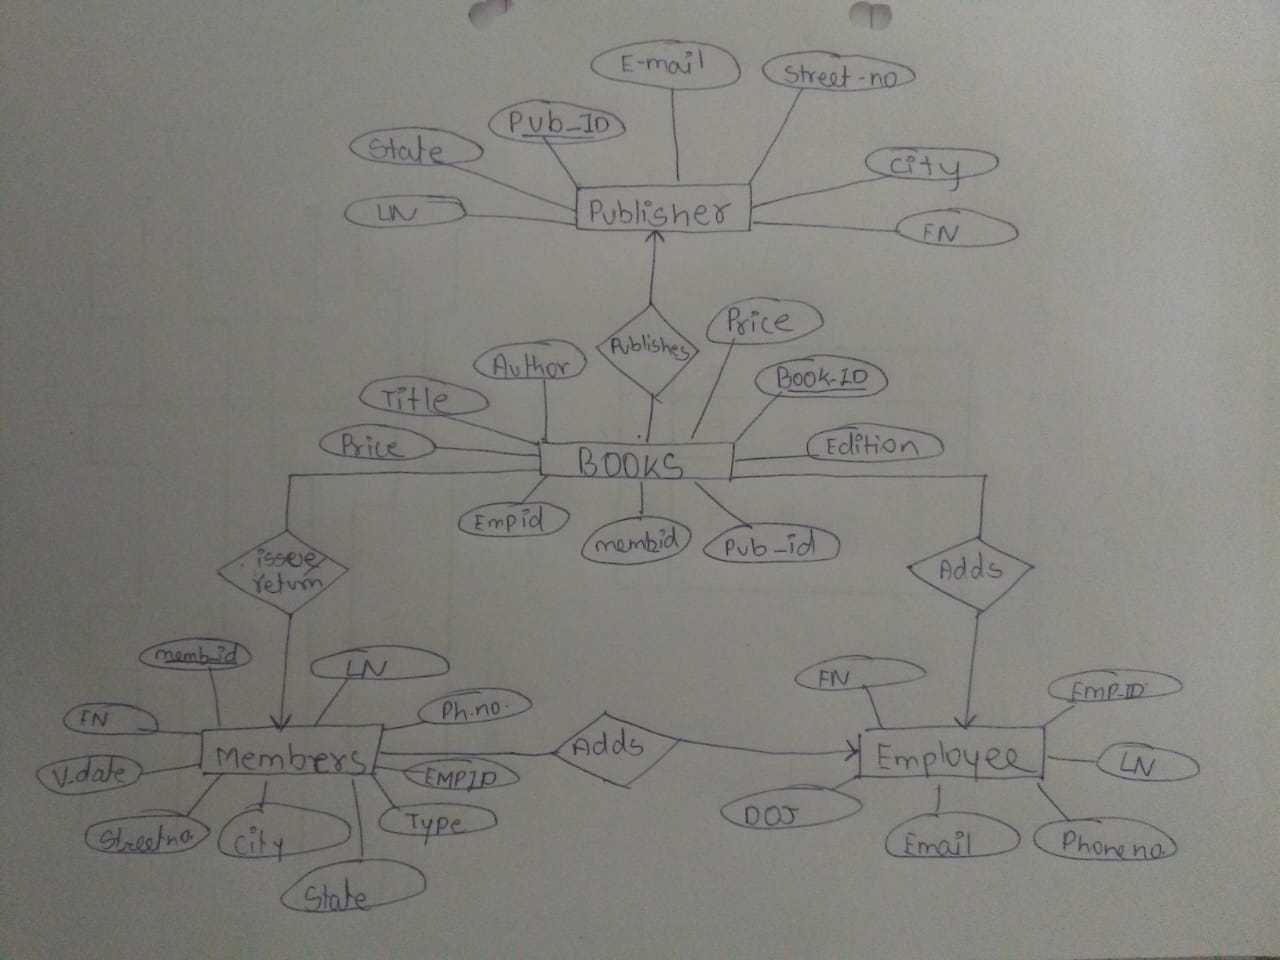 E-mail
Street-no
Pub_ID
State
City
LN
Publisher
FN
Publishes
Price
Author
Book-ID
Title
Price
BOOKS
Edition
Empid
membid
Pub_id
issue/
return
Adds
memb_id
LN
FN
EMP-ID
FN
Ph.no.
Members
Adds
Employee
LN
V.date
EMPID
DOJ
Streetno
City
Type
Email
Phoneno.
State